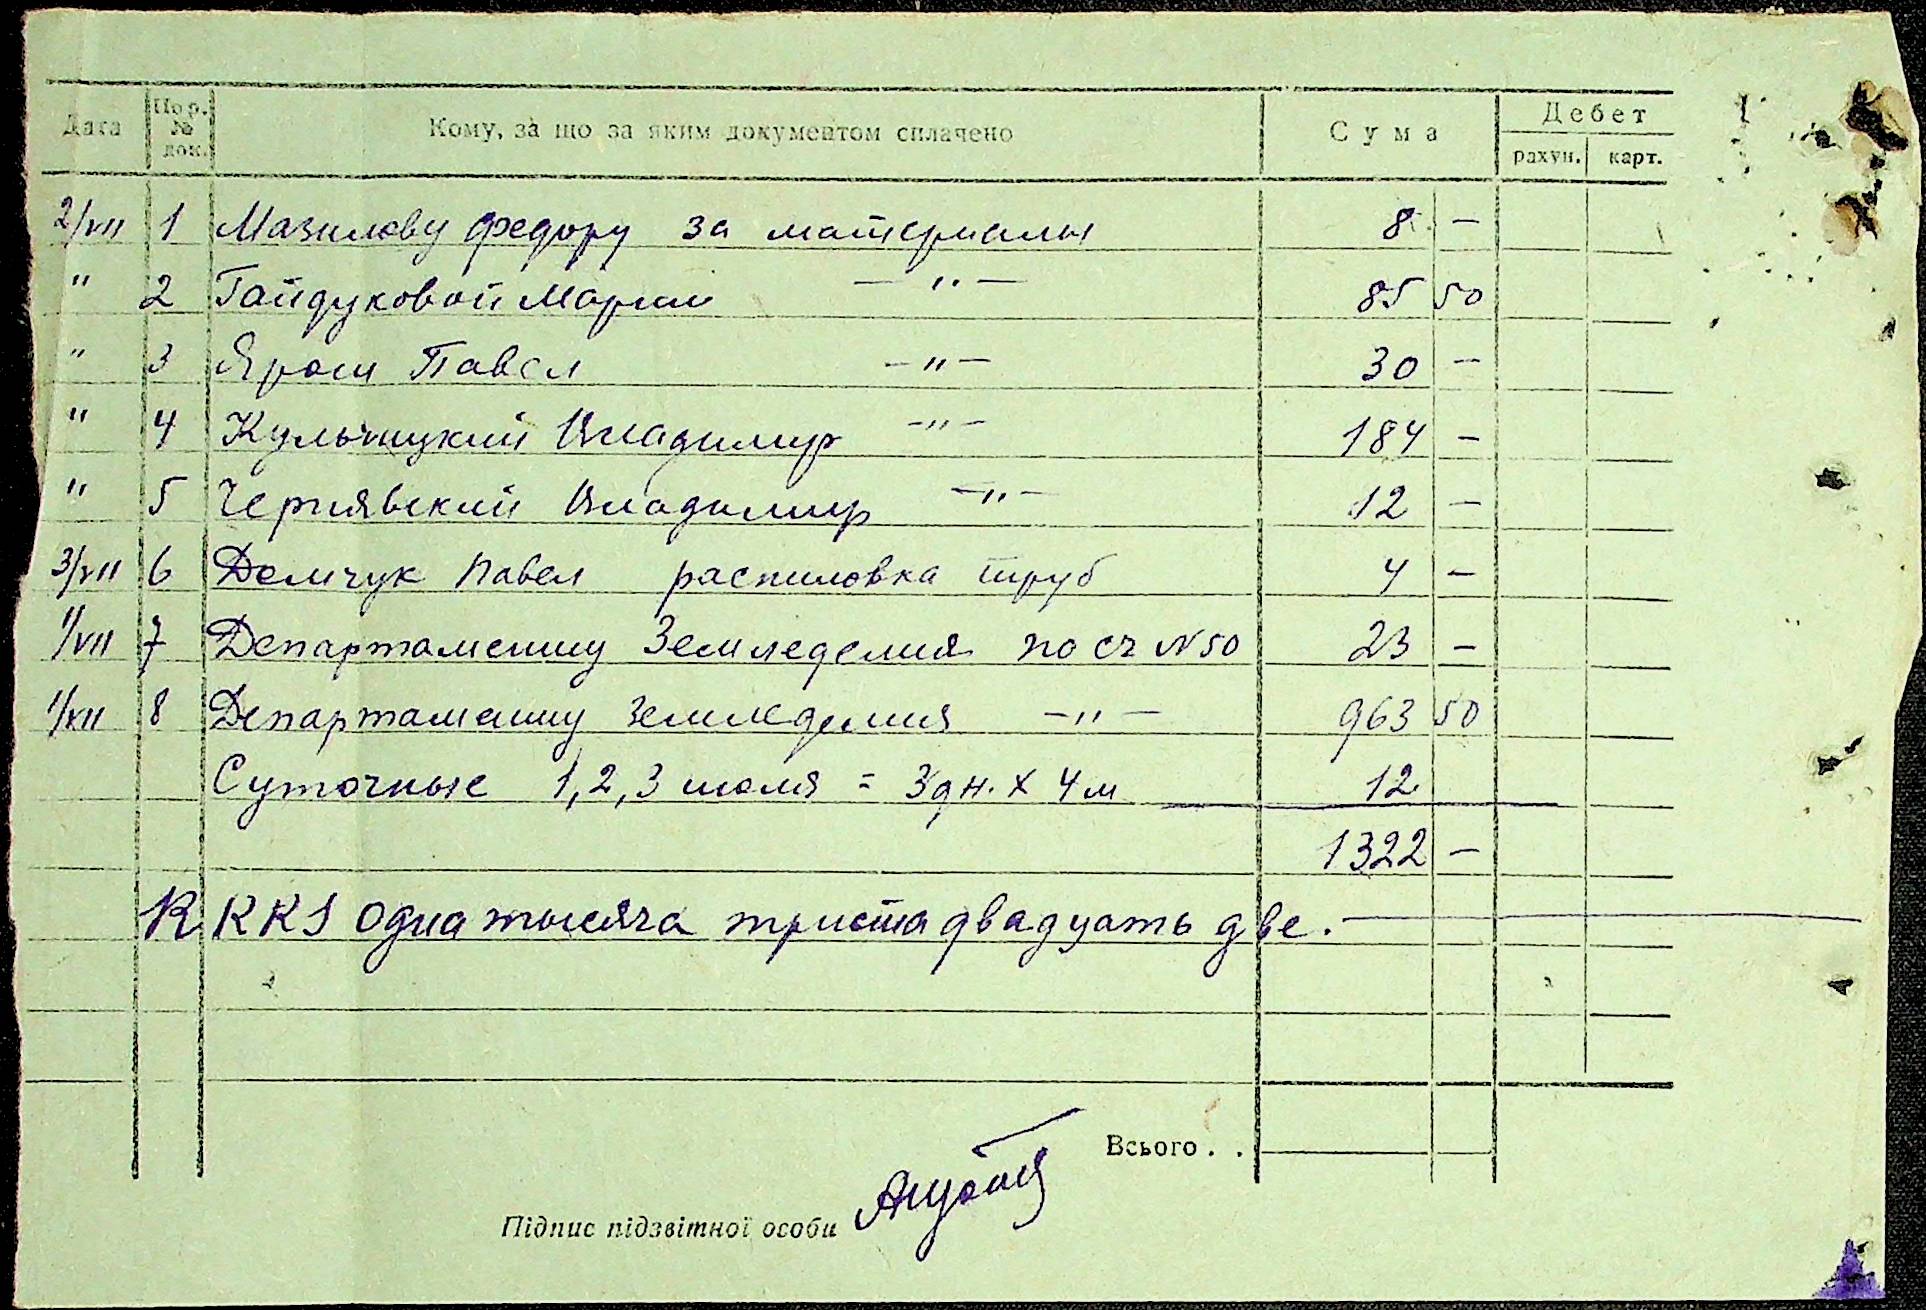 Дата Пор. № док. Кому, за що за яким документом сплачено Сума Дебет
рахун. карт.
2/VII 1 Мазилову Федору за материалы 8 —
" 2 Гайдуковой Марии — " — 85 50
" 3 Ярош Павел — " — 30 —
" 4 Кульчицкий Владимир — " — 184 —
" 5 Чернявский Владимир — " — 12 —
3/VII 6 Демчук Павел распиловка труб 4 —
1/VII 7 Департаменту Земледелия по сч N 50 23 —
1/VII 8 Департаменту Земледелия — " — 963 50
Суточные 1, 2, 3 июля = 3 дн. х 4 м 12
1322 —
одна тысяча триста двадцать две. —
Всього . .
Підпис підзвітної особи